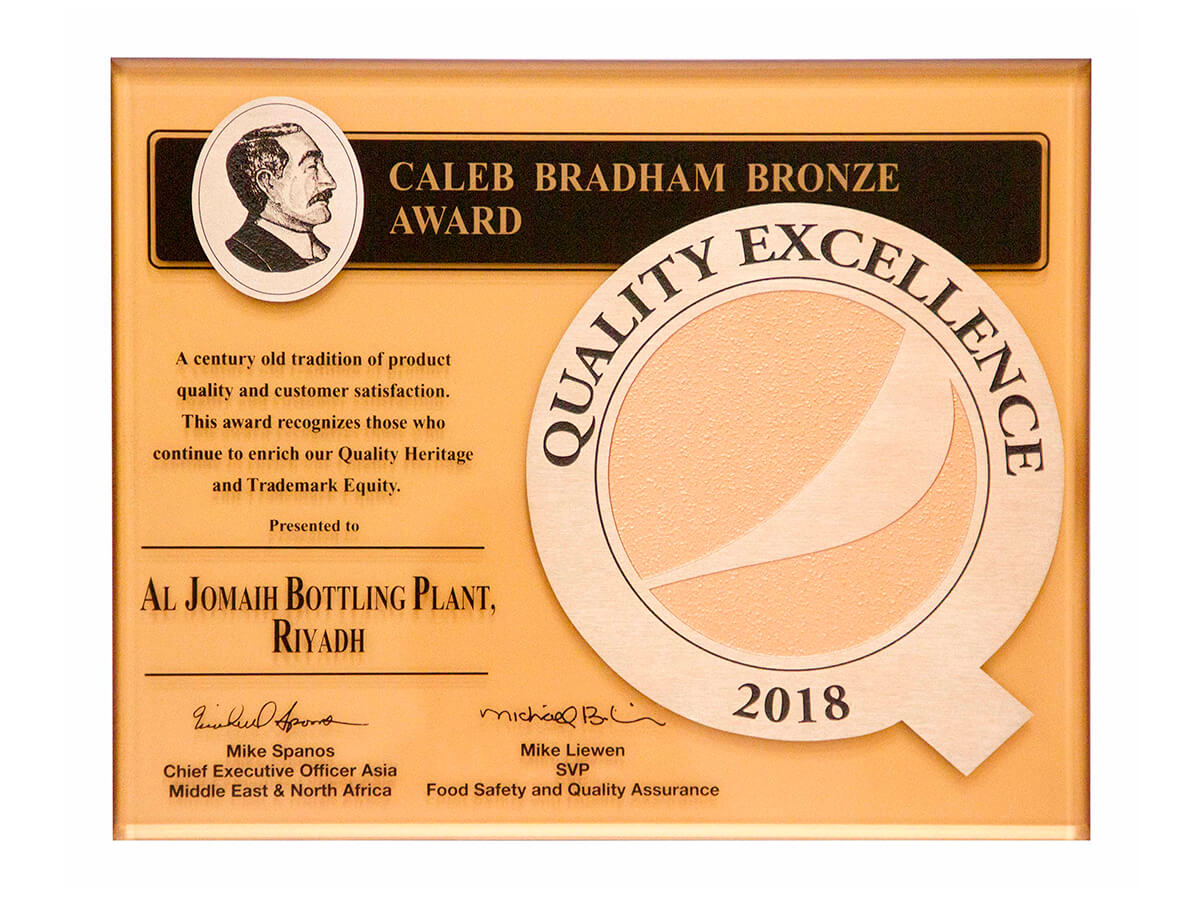 CALEB BRADHAM BRONZE
AWARD
QUALITY EXCELLENCE
2018
A century old tradition of product
quality and customer satisfaction.
This award recognizes those who
continue to enrich our Quality Heritage
and Trademark Equity.
Presented to
AL JOMAIH BOTTLING PLANT,
RIYADH
Mike Spanos
Chief Executive Officer Asia
Middle East & North Africa
Mike Liewen
SVP
Food Safety and Quality Assurance